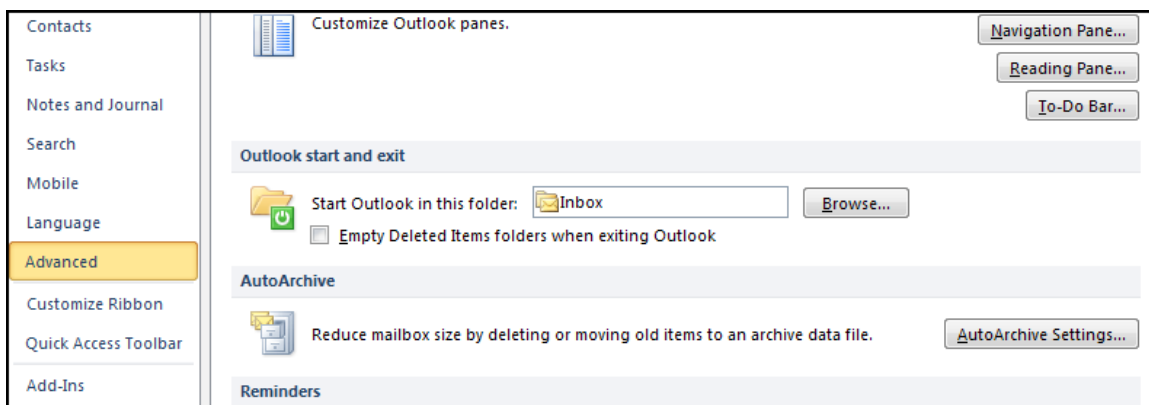 Contacts
Tasks
Notes and Journal
Search
Mobile
Language
Advanced
Customize Ribbon
Quick Access Toolbar
Add-Ins
Customize Outlook panes.
Navigation Pane...
Reading Pane...
To-Do Bar...
Outlook start and exit
Start Outlook in this folder: Inbox Browse...
Empty Deleted Items folders when exiting Outlook
AutoArchive
Reduce mailbox size by deleting or moving old items to an archive data file. AutoArchive Settings...
Reminders